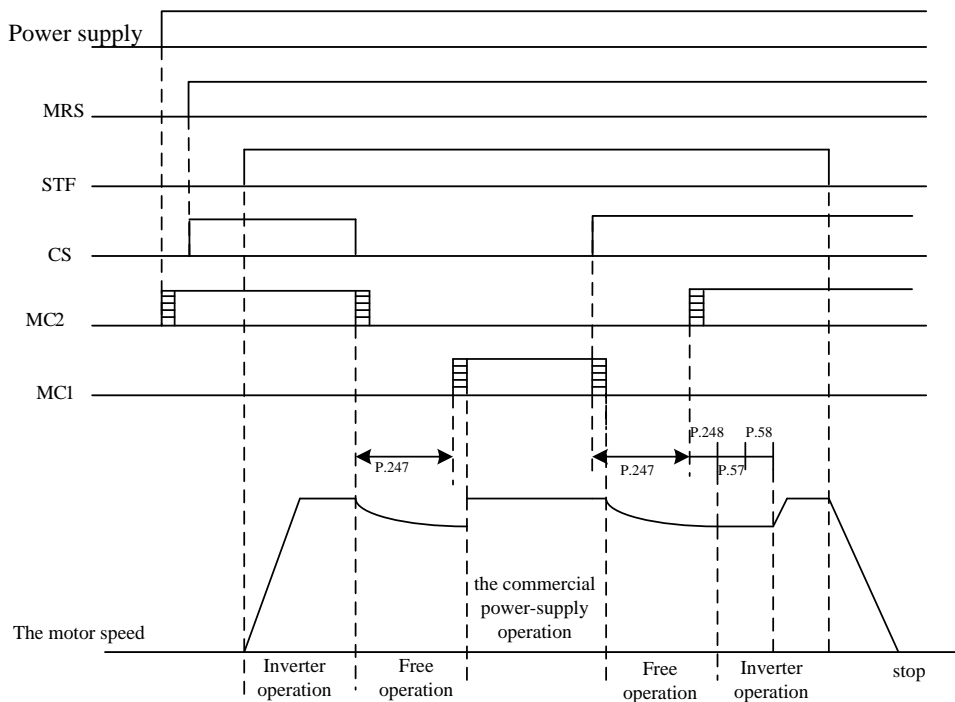 Power supply
MRS
STF
CS
MC2
MC1
P.247
P.247
P.248
P.58
P.57
the commercial
power-supply
operation
The motor speed
Inverter
operation
Free
operation
Free
operation
Inverter
operation
stop